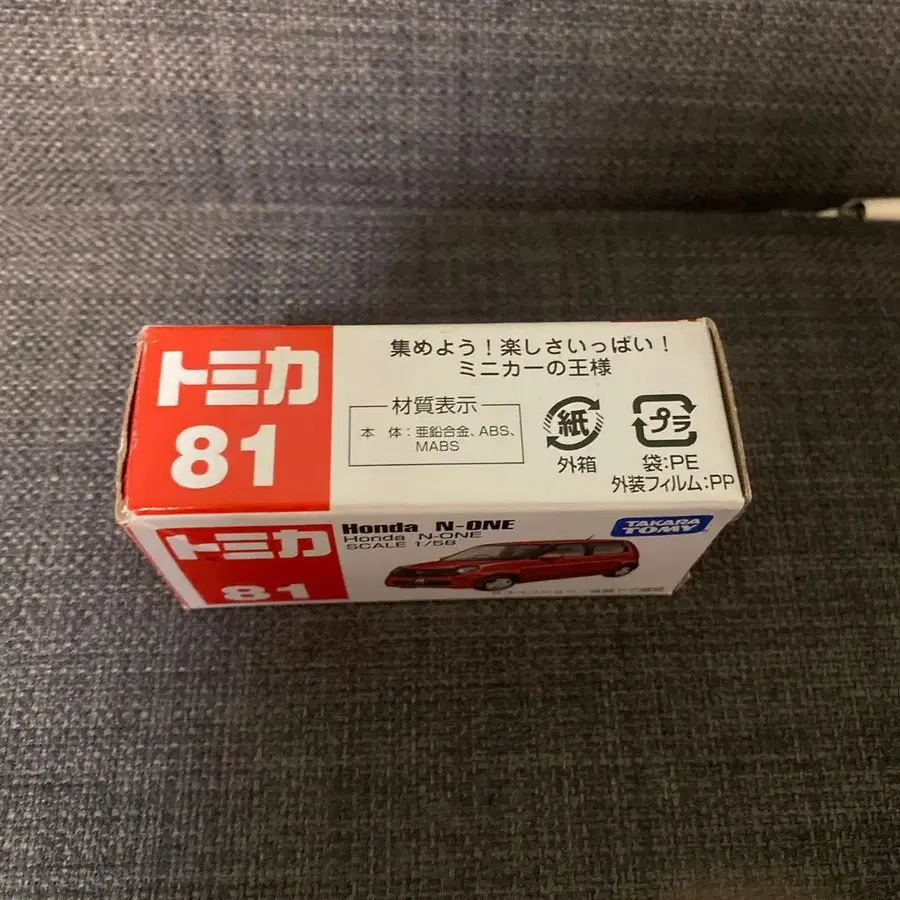 トミカ
81
集めよう!楽しさいっぱい!
ミニカーの王様
材質表示
本 体:亜鉛合金、ABS、
MABS
紙
外箱
プラ
袋:PE
外装フィルム:PP
トミカ
81
Honda N-ONE
Honda N-ONE
SCALE 1/58
TAKARA
TOMY